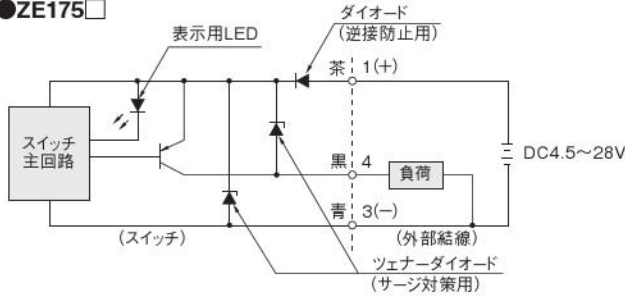 ●ZE175□
ダイオード
(逆接防止用)
表示用LED
茶 1(+)
スイッチ
主回路
DC4.5～28V
黒 4
負荷
青 3(−)
(スイッチ)
(外部結線)
ツェナーダイオード
(サージ対策用)